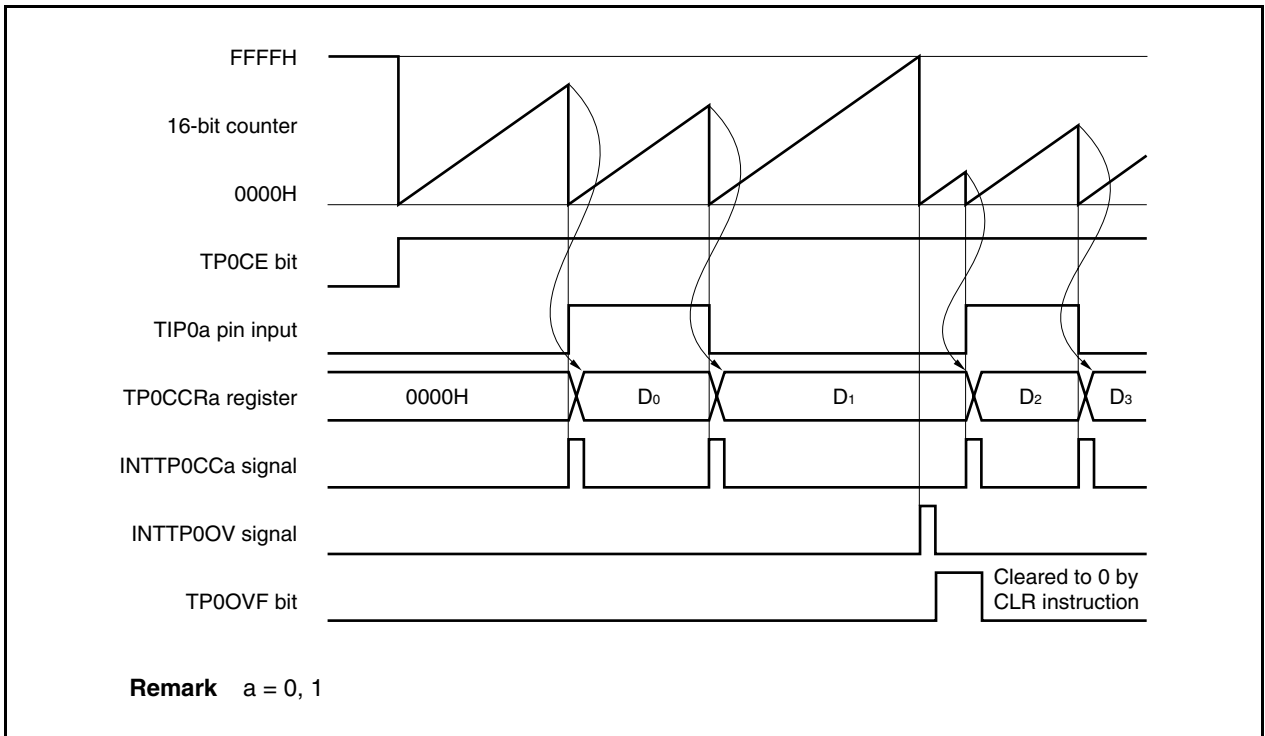 FFFFH
16-bit counter
0000H
TP0CE bit
TIP0a pin input
TP0CCRa register
0000H
D0
D1
D2
D3
INTTP0CCa signal
INTTP0OV signal
TP0OVF bit
Cleared to 0 by
CLR instruction
Remark a = 0, 1